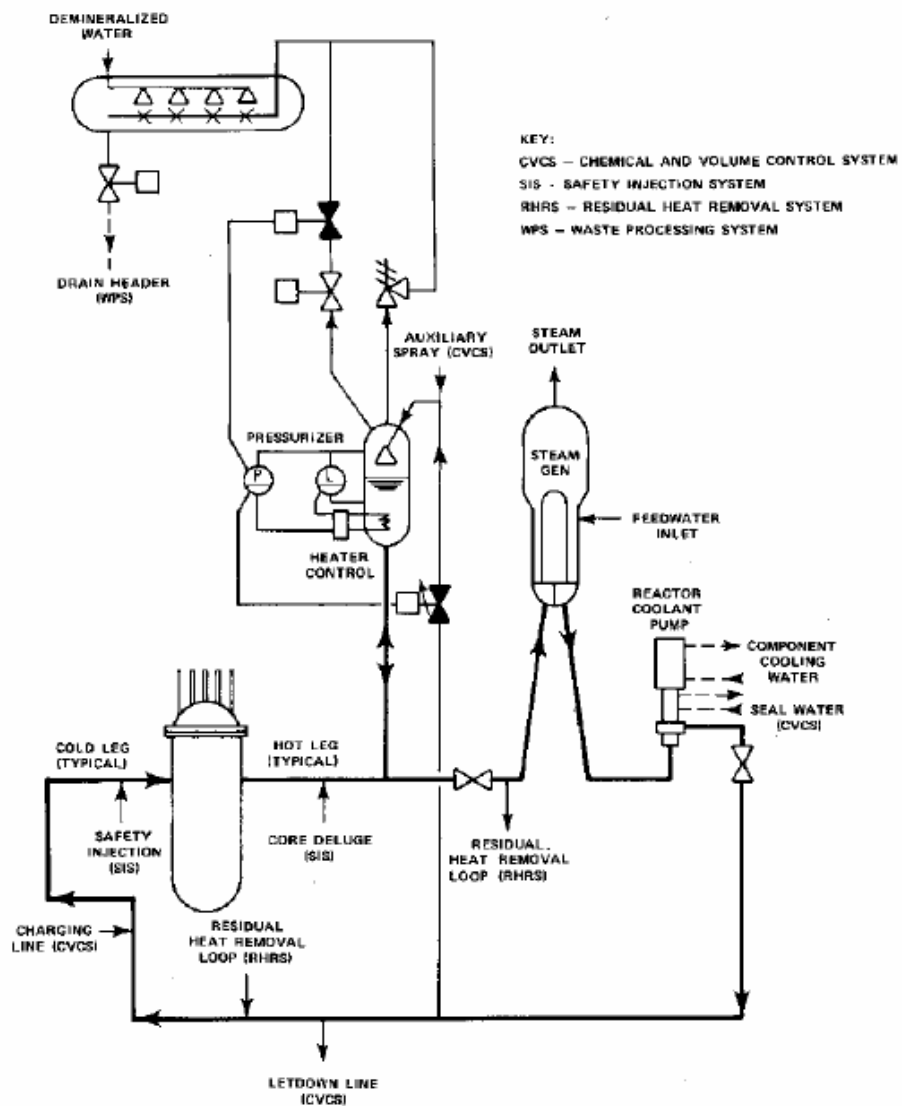 DEMINERALIZED
WATER
KEY:
CVCS – CHEMICAL AND VOLUME CONTROL SYSTEM
SIS - SAFETY INJECTION SYSTEM
RHRS – RESIDUAL HEAT REMOVAL SYSTEM
WPS – WASTE PROCESSING SYSTEM
DRAIN HEADER
(WPS)
AUXILIARY
SPRAY (CVCS)
STEAM
OUTLET
PRESSURIZER
P
L
STEAM
GEN
FEEDWATER
INLET
HEATER
CONTROL
REACTOR
COOLANT
PUMP
COMPONENT
COOLING
WATER
SEAL WATER
(CVCS)
COLD LEG
(TYPICAL)
HOT LEG
(TYPICAL)
SAFETY
INJECTION
(SIS)
CORE DELUGE
(SIS)
RESIDUAL
HEAT REMOVAL
LOOP (RHRS)
CHARGING
LINE (CVCS)
RESIDUAL
HEAT REMOVAL
LOOP (RHRS)
LETDOWN LINE
(CVCS)